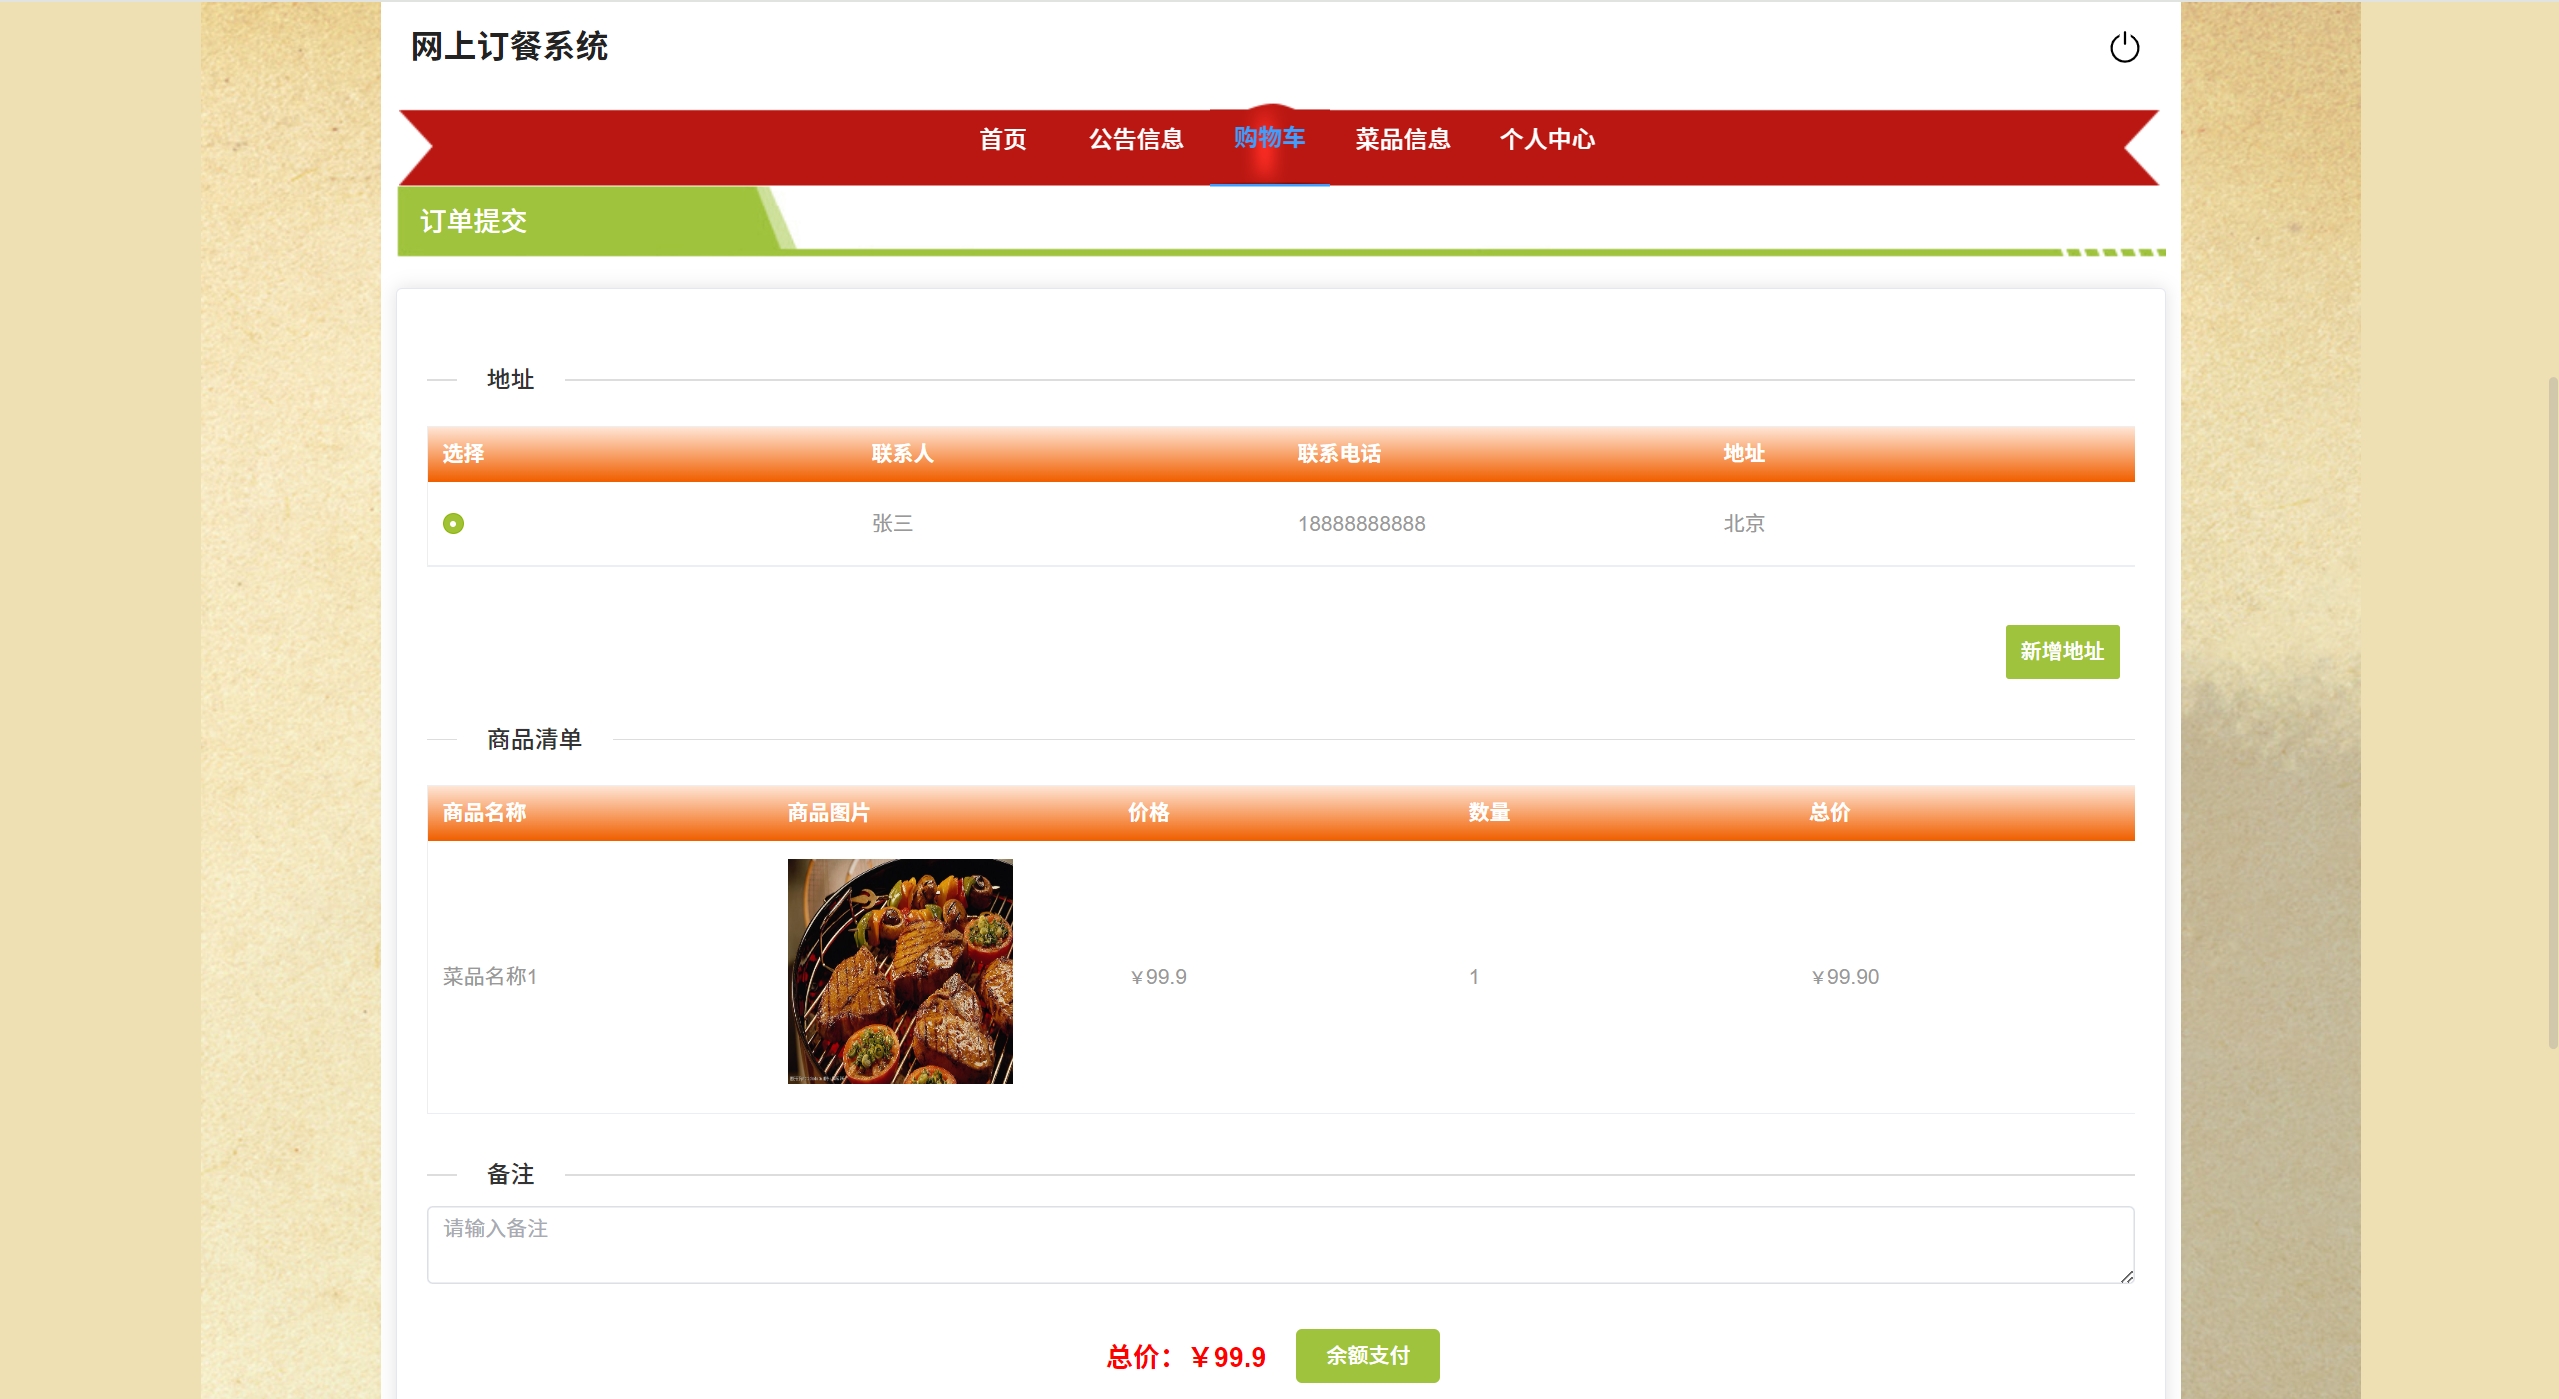 网上订餐系统
首页 公告信息 购物车 菜品信息 个人中心
订单提交
地址
选择 联系人 联系电话 地址
张三 18888888888 北京
新增地址
商品清单
商品名称 商品图片 价格 数量 总价
菜品名称1 ￥99.9 1 ￥99.90
备注
请输入备注
总价：￥99.9 余额支付